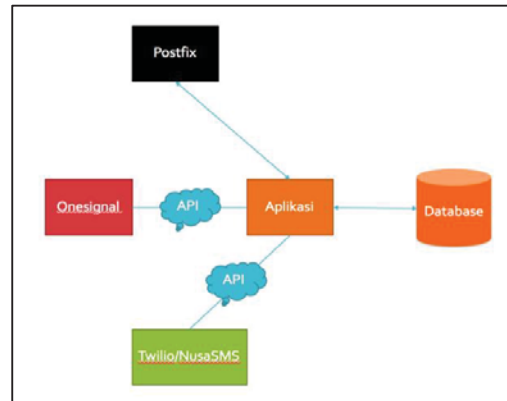 Postfix
Onesignal
API
Aplikasi
Database
API
Twilio/NusaSMS